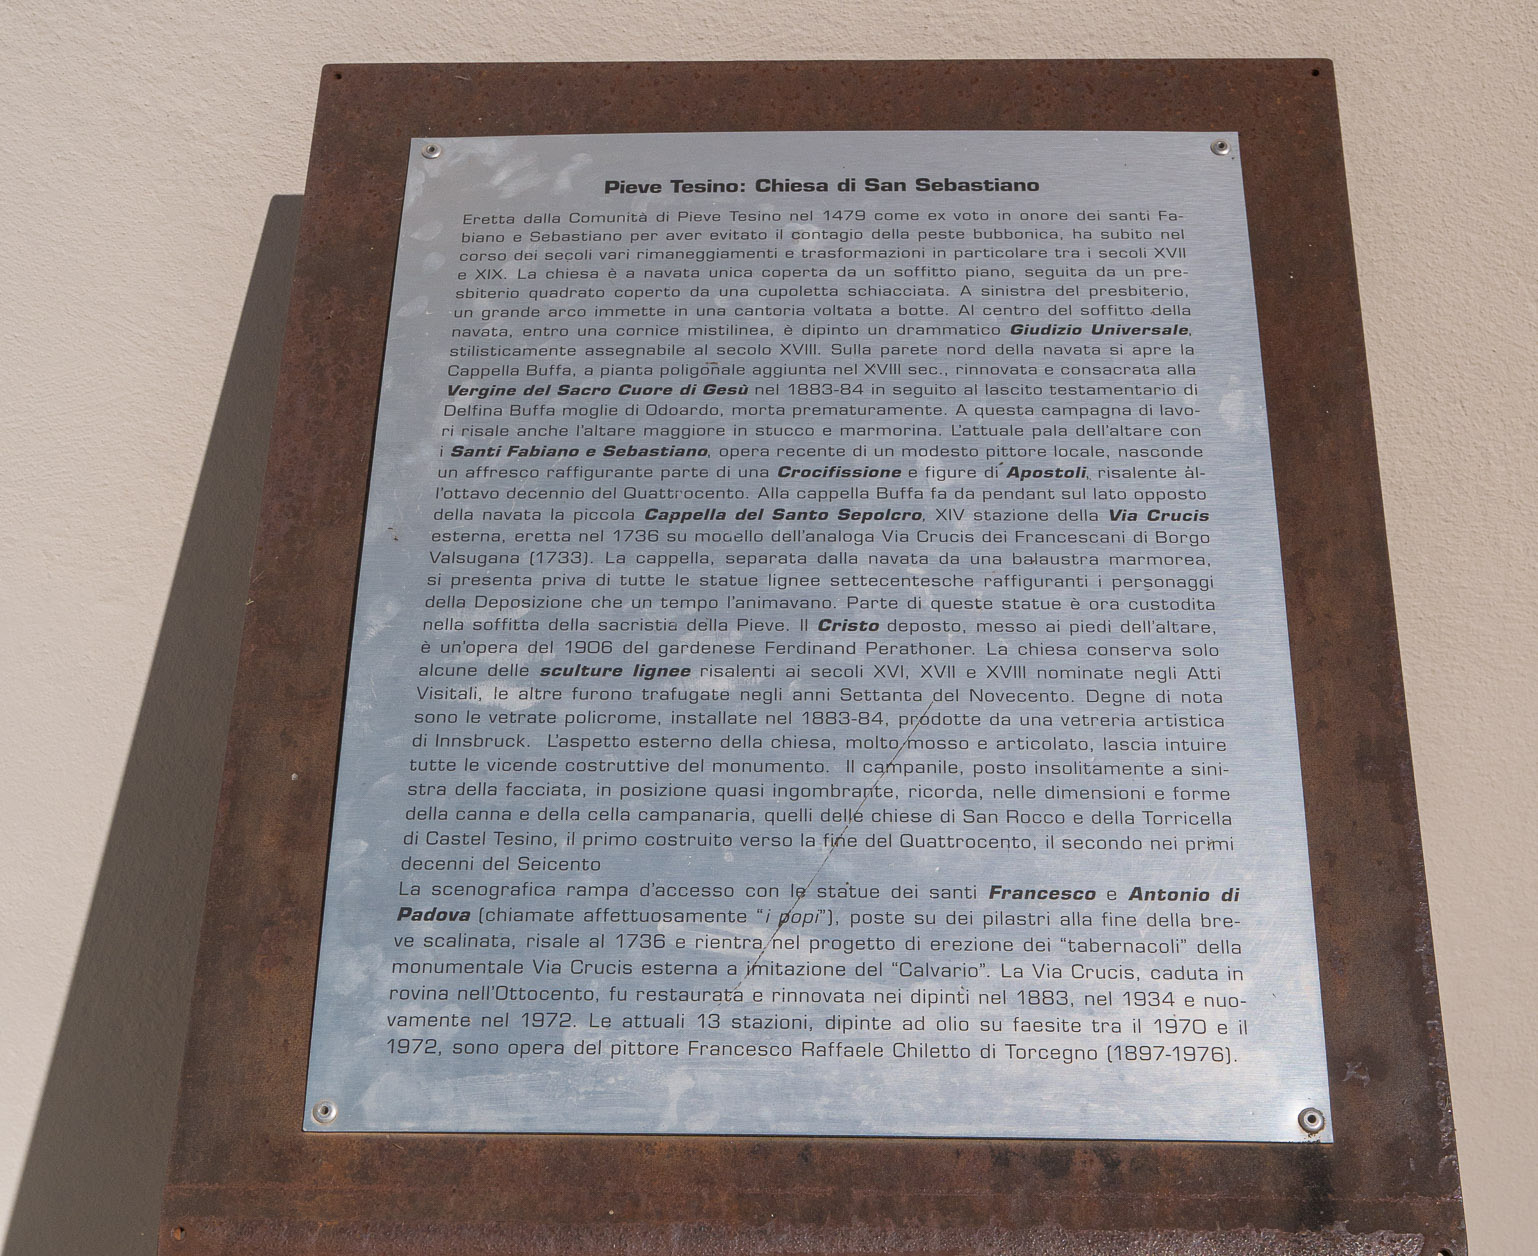 Pieve Tesino: Chiesa di San Sebastiano
Eretta dalla Comunità di Pieve Tesino nel 1479 come ex voto in onore dei santi Fa-
biano e Sebastiano per aver evitato il contagio della peste bubbonica, ha subito nel
corso dei secoli vari rimaneggiamenti e trasformazioni in particolare tra i secoli XVII
e XIX. La chiesa è a navata unica coperta da un soffitto piano, seguita da un pre-
sbiterio quadrato coperto da una cupoletta schiacciata. A sinistra del presbiterio,
un grande arco immette in una cantoria voltata a botte. Al centro del soffitto della
navata, entro una cornice mistilinea, è dipinto un drammatico Giudizio Universale,
stilisticamente assegnabile al secolo XVIII. Sulla parete nord della navata si apre la
Cappella Buffa, a pianta poligonale aggiunta nel XVIII sec., rinnovata e consacrata alla
Vergine del Sacro Cuore di Gesù nel 1883-84 in seguito al lascito testamentario di
Delfina Buffa moglie di Odoardo, morta prematuramente. A questa campagna di lavo-
ri risale anche l'altare maggiore in stucco e marmorina. L'attuale pala dell'altare con
i Santi Fabiano e Sebastiano, opera recente di un modesto pittore locale, nasconde
un affresco raffigurante parte di una Crocifissione e figure di Apostoli, risalente al-
l'ottavo decennio del Quattrocento. Alla cappella Buffa fa da pendant sul lato opposto
della navata la piccola Cappella del Santo Sepolcro, XIV stazione della Via Crucis
esterna, eretta nel 1736 su modello dell'analoga Via Crucis dei Francescani di Borgo
Valsugana (1733). La cappella, separata dalla navata da una balaustra marmorea,
si presenta priva di tutte le statue lignee settecentesche raffiguranti i personaggi
della Deposizione che un tempo l'animavano. Parte di queste statue è ora custodita
nella soffitta della sacristia della Pieve. Il Cristo deposto, messo ai piedi dell'altare,
è un'opera del 1906 del gardenese Ferdinand Perathoner. La chiesa conserva solo
alcune delle sculture lignee risalenti ai secoli XVI, XVII e XVIII nominate negli Atti
Visitali, le altre furono trafugate negli anni Settanta del Novecento. Degne di nota
sono le vetrate policrome, installate nel 1883-84, prodotte da una vetreria artistica
di Innsbruck. L'aspetto esterno della chiesa, molto mosso e articolato, lascia intuire
tutte le vicende costruttive del monumento. Il campanile, posto insolitamente a sini-
stra della facciata, in posizione quasi ingombrante, ricorda, nelle dimensioni e forme
della canna e della cella campanaria, quelli delle chiese di San Rocco e della Torricella
di Castel Tesino, il primo costruito verso la fine del Quattrocento, il secondo nei primi
decenni del Seicento
La scenografica rampa d'accesso con le statue dei santi Francesco e Antonio di
Padova (chiamate affettuosamente "i popi"), poste su dei pilastri alla fine della bre-
ve scalinata, risale al 1736 e rientra nel progetto di erezione dei "tabernacoli" della
monumentale Via Crucis esterna a imitazione del "Calvario". La Via Crucis, caduta in
rovina nell'Ottocento, fu restaurata e rinnovata nei dipinti nel 1883, nel 1934 e nuo-
vamente nel 1972. Le attuali 13 stazioni, dipinte ad olio su faesite tra il 1970 e il
1972, sono opera del pittore Francesco Raffaele Chiletto di Torcegno (1897-1976).